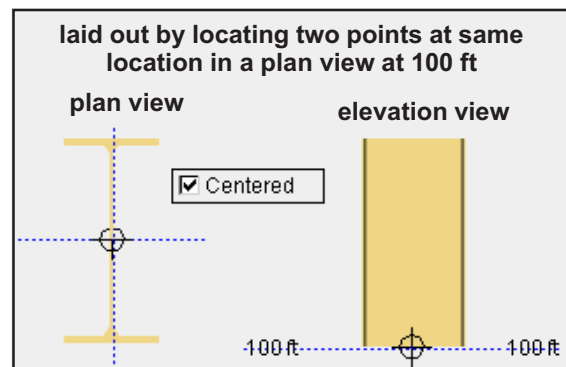 laid out by locating two points at same
location in a plan view at 100 ft
plan view
elevation view
Centered
100 ft
100 ft